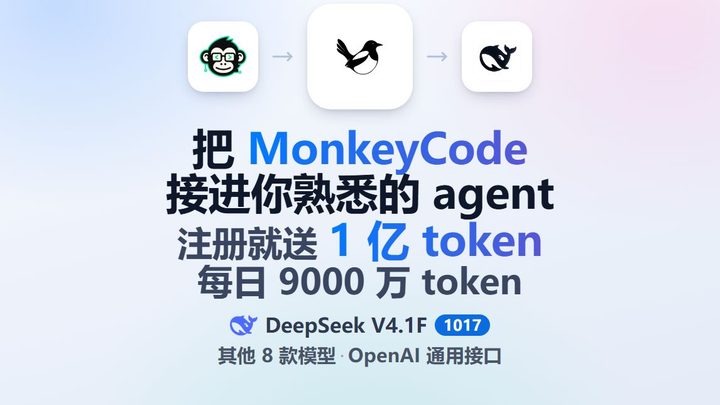 把 MonkeyCode
接进你熟悉的 agent
注册就送 1 亿 token
每日 9000 万 token
DeepSeek V4.1F 1017
其他 8 款模型 · OpenAI 通用接口